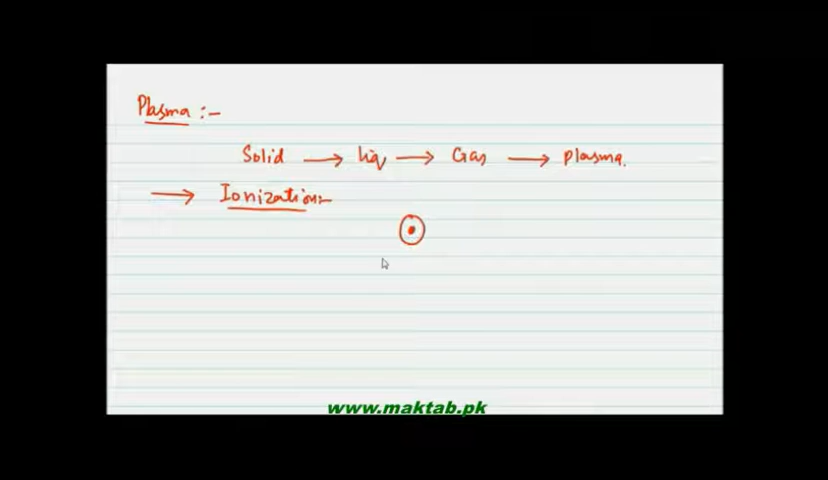 Plasma :-
Solid → Liq → Gas → Plasma.
→ Ionization:-
www.maktab.pk